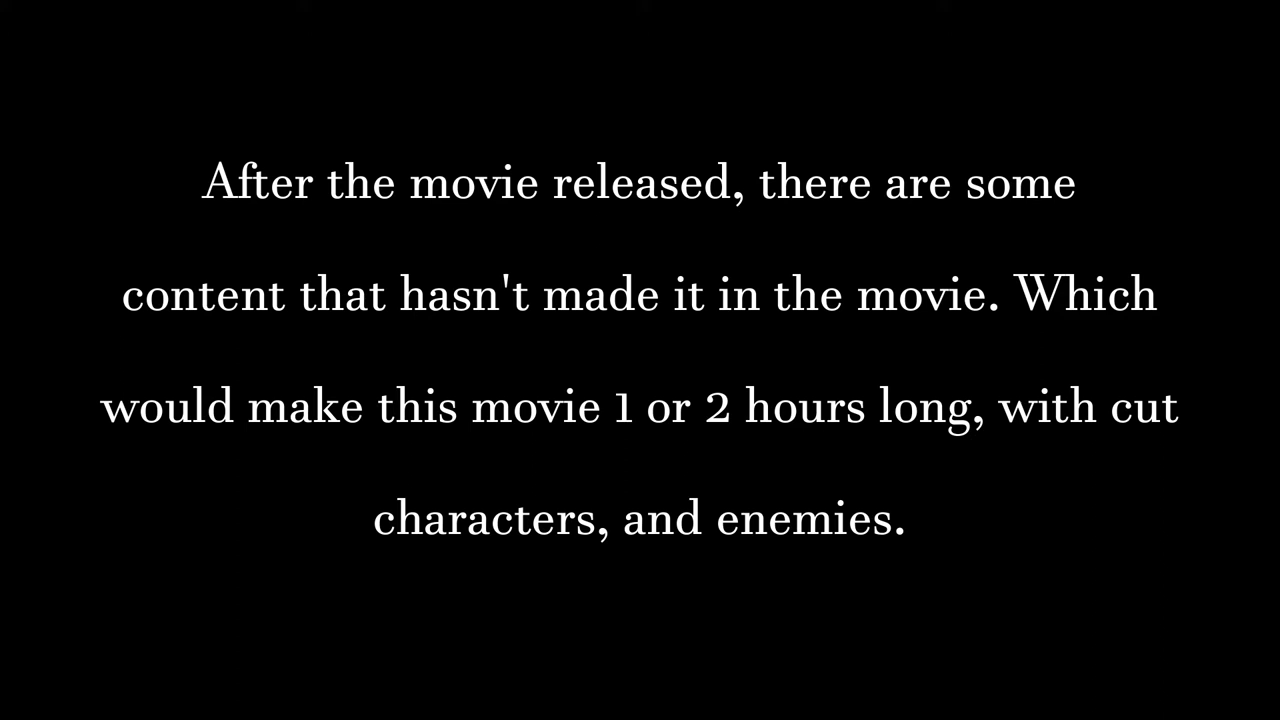 After the movie released, there are some
content that hasn't made it in the movie. Which
would make this movie 1 or 2 hours long, with cut
characters, and enemies.